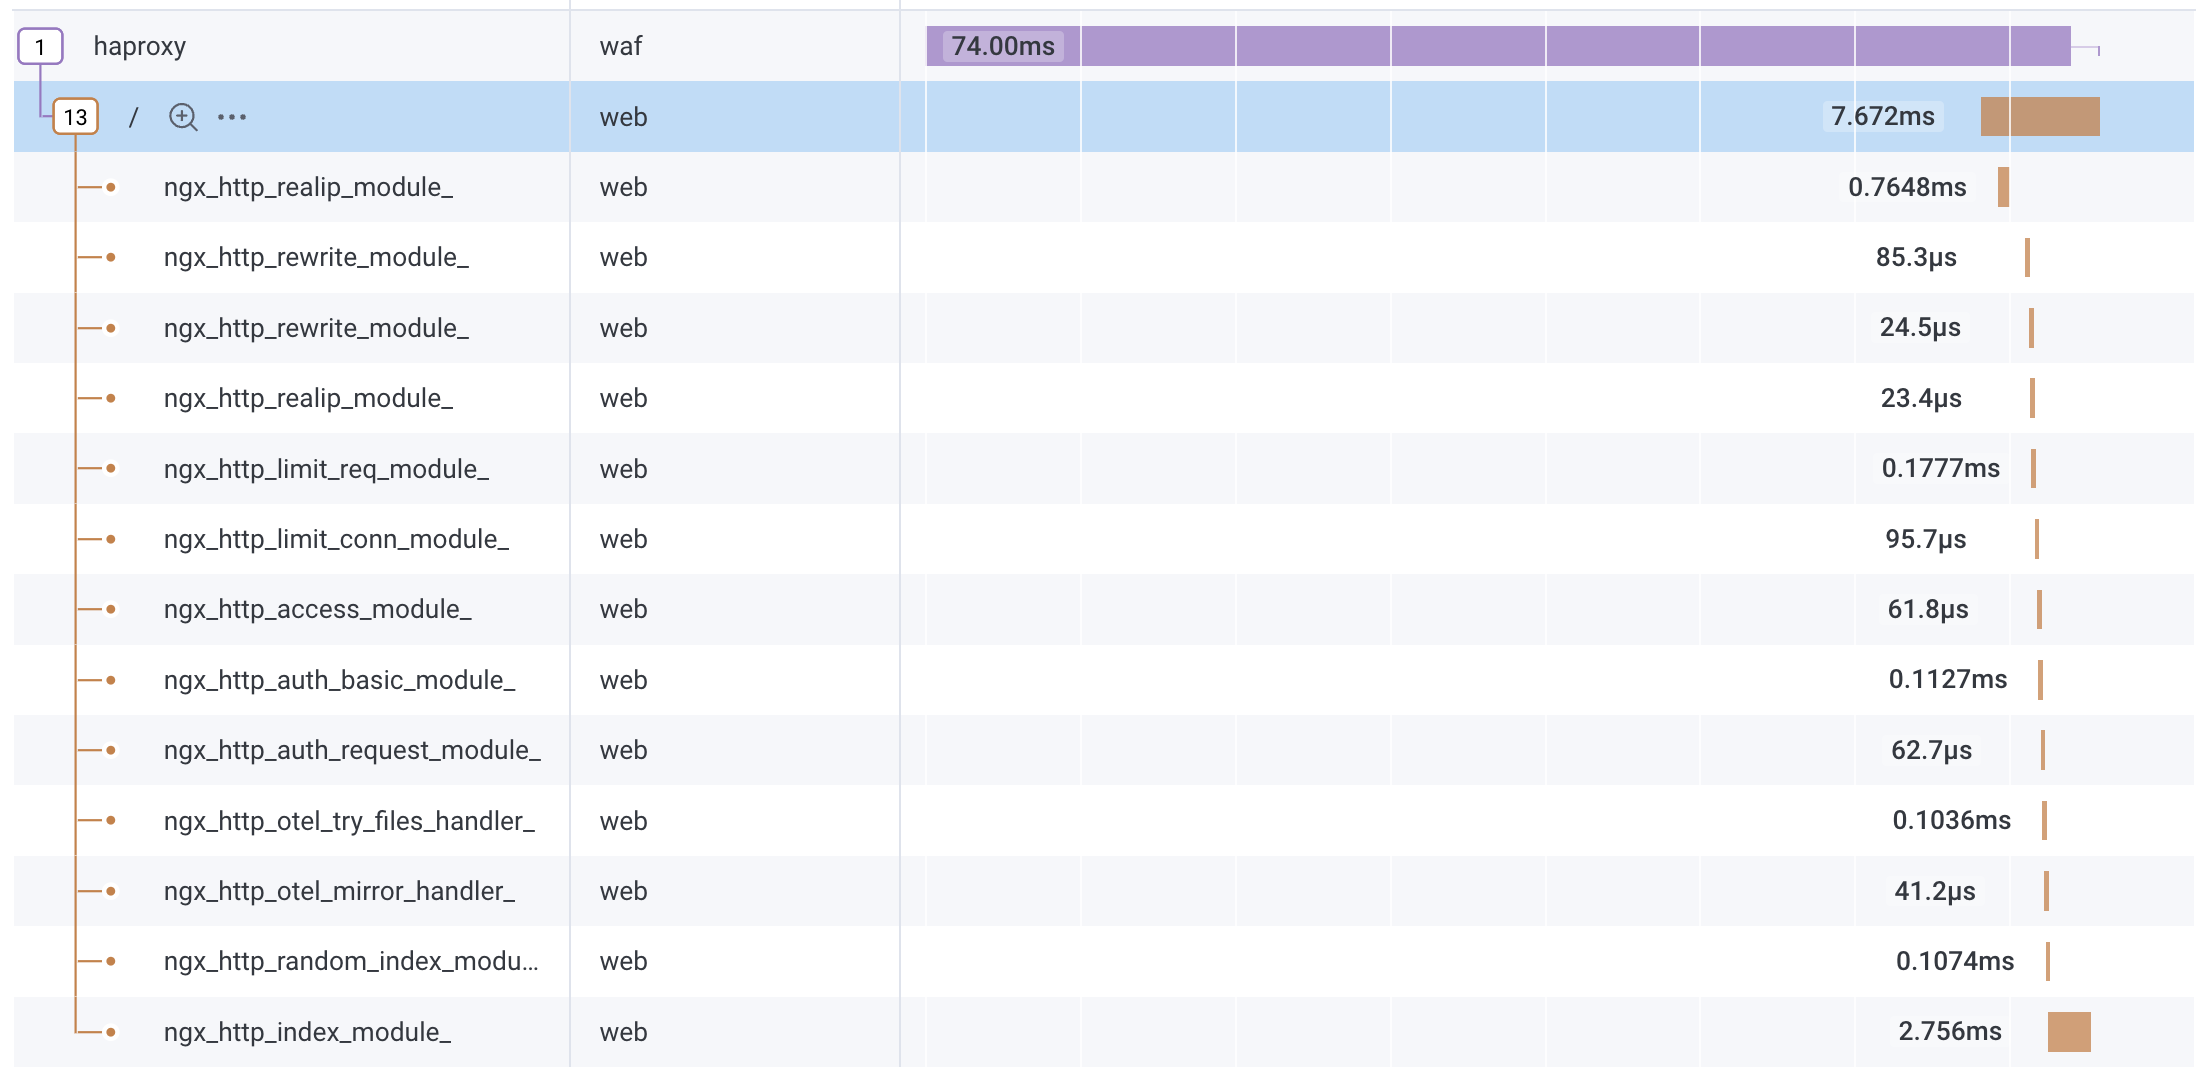 1 haproxy waf 74.00ms
13 / web 7.672ms
ngx_http_realip_module_ web 0.7648ms
ngx_http_rewrite_module_ web 85.3µs
ngx_http_rewrite_module_ web 24.5µs
ngx_http_realip_module_ web 23.4µs
ngx_http_limit_req_module_ web 0.1777ms
ngx_http_limit_conn_module_ web 95.7µs
ngx_http_access_module_ web 61.8µs
ngx_http_auth_basic_module_ web 0.1127ms
ngx_http_auth_request_module_ web 62.7µs
ngx_http_otel_try_files_handler_ web 0.1036ms
ngx_http_otel_mirror_handler_ web 41.2µs
ngx_http_random_index_modu... web 0.1074ms
ngx_http_index_module_ web 2.756ms